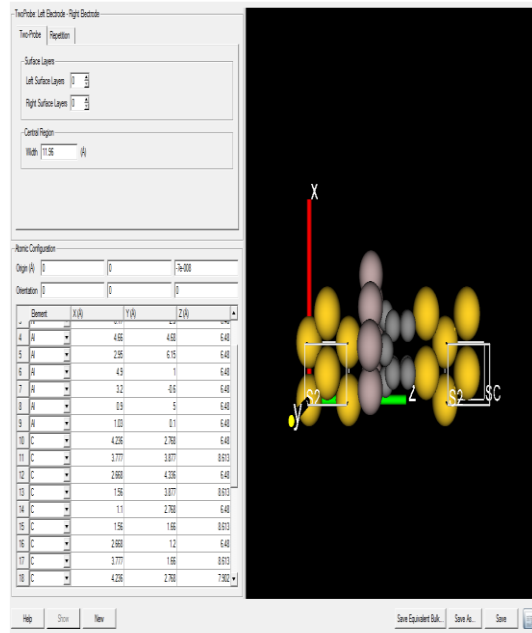 TwoProbe: Left Electrode - Right Electrode
Two-Probe Repetition
Surface Layers
Left Surface Layers 0
Right Surface Layers 0
Central Region
Width 11.96 (Å)
Atomic Configuration
Origin (Å) 0 0 -7e-008
Orientation 0 0 0
Element X (Å) Y (Å) Z (Å)
4 Al 4.66 4.68 6.48
5 Al 2.95 6.15 6.48
6 Al 4.9 1 6.48
7 Al 3.2 -0.6 6.48
8 Al 0.9 5 6.48
9 Al 1.03 0.1 6.48
10 C 4.236 2.768 6.48
11 C 3.777 3.877 8.613
12 C 2.668 4.336 6.48
13 C 1.56 3.877 8.613
14 C 1.1 2.768 6.48
15 C 1.56 1.66 8.613
16 C 2.668 1.2 6.48
17 C 3.777 1.66 8.613
18 C 4.236 2.768 7.902
Help Show New
Save Equivalent Bulk... Save As... Save
X
S2 Z S2 SC
y